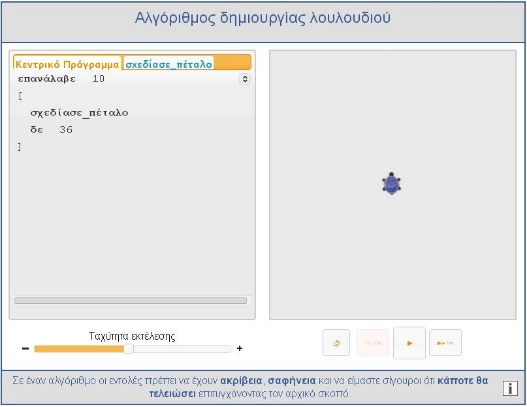 Αλγόριθμος δημιουργίας λουλουδιού
Κεντρικό Πρόγραμμα σχεδίασε_πέταλο
επανάλαβε 10
[
σχεδίασε_πέταλο
δε 36
]
Ταχύτητα εκτέλεσης
- +
Σε έναν αλγόριθμο οι εντολές πρέπει να έχουν ακρίβεια, σαφήνεια και να είμαστε σίγουροι ότι κάποτε θα
τελειώσει επιτυγχάνοντας τον αρχικό σκοπό.
i